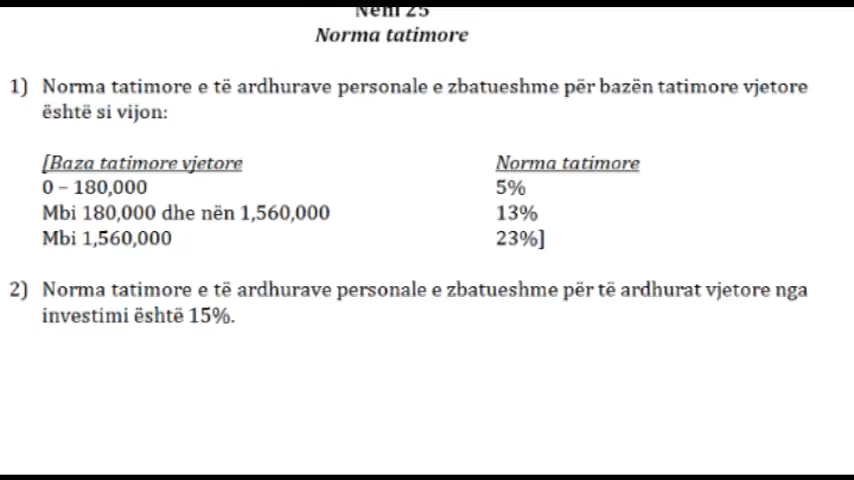 Neni 25
Norma tatimore
1) Norma tatimore e të ardhurave personale e zbatueshme për bazën tatimore vjetore
është si vijon:
[Baza tatimore vjetore Norma tatimore
0 – 180,000 5%
Mbi 180,000 dhe nën 1,560,000 13%
Mbi 1,560,000 23%]
2) Norma tatimore e të ardhurave personale e zbatueshme për të ardhurat vjetore nga
investimi është 15%.